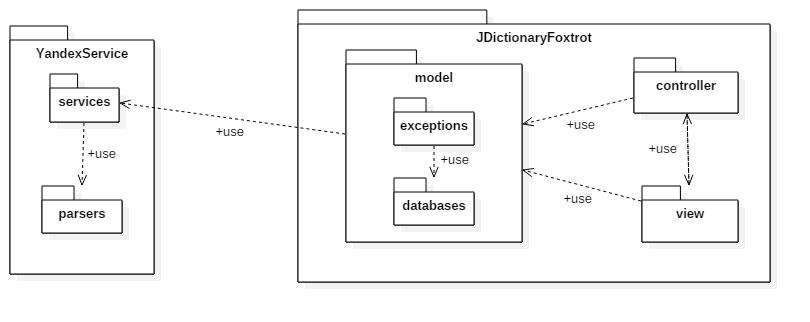 YandexService
services
+use
parsers
+use
JDictionaryFoxtrot
model
exceptions
+use
databases
+use
controller
+use
+use
view